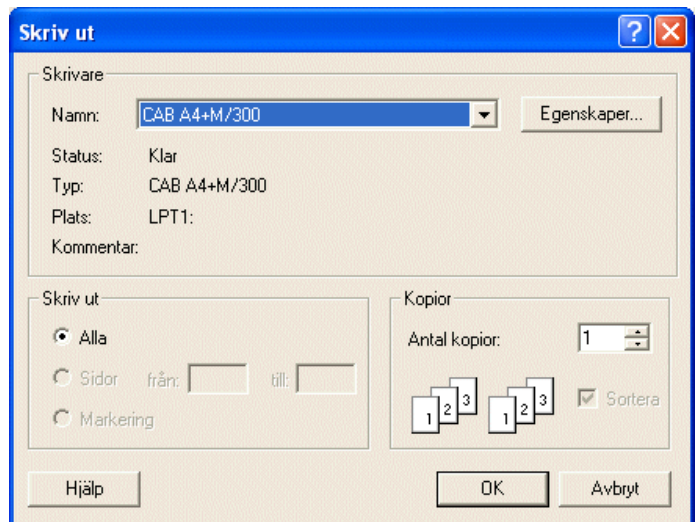 Skriv ut
Skrivare
Namn: CAB A4+M/300 Egenskaper...
Status: Klar
Typ: CAB A4+M/300
Plats: LPT1:
Kommentar:
Skriv ut
Alla
Sidor från: till:
Markering
Kopior
Antal kopior: 1
1 2 3 1 2 3 Sortera
Hjälp OK Avbryt